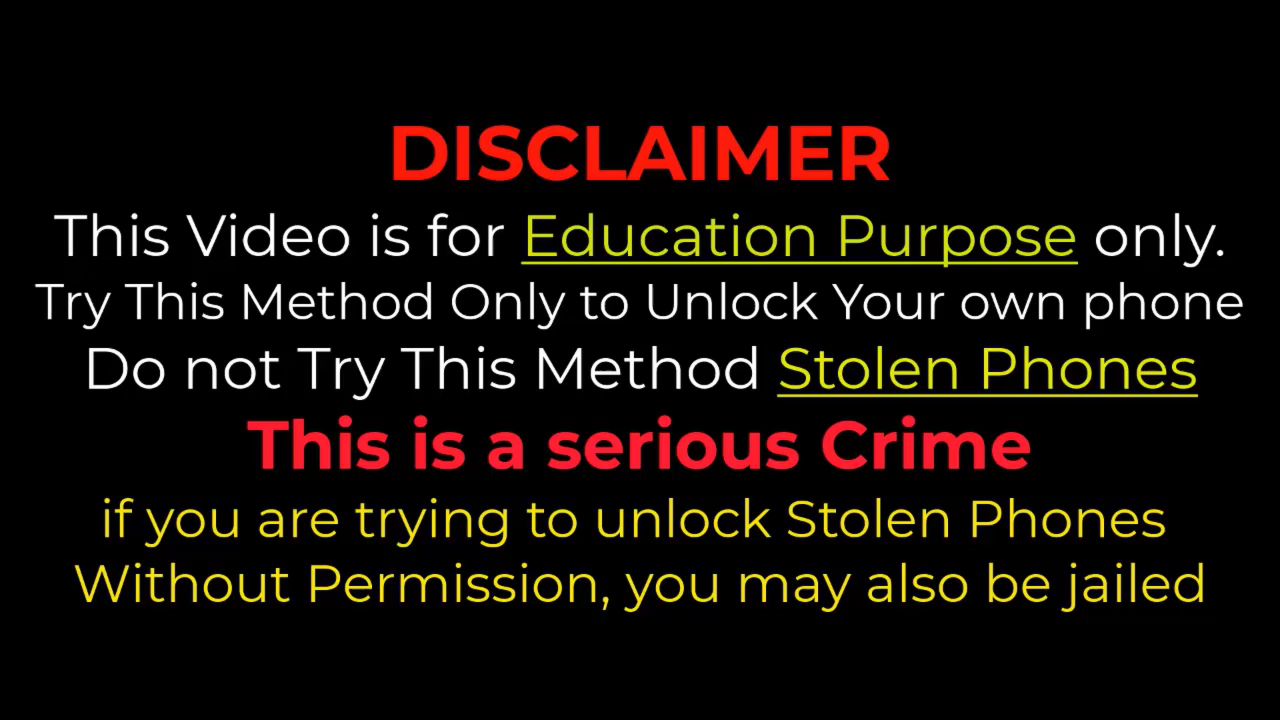 DISCLAIMER
This Video is for Education Purpose only.
Try This Method Only to Unlock Your own phone
Do not Try This Method Stolen Phones
This is a serious Crime
if you are trying to unlock Stolen Phones
Without Permission, you may also be jailed